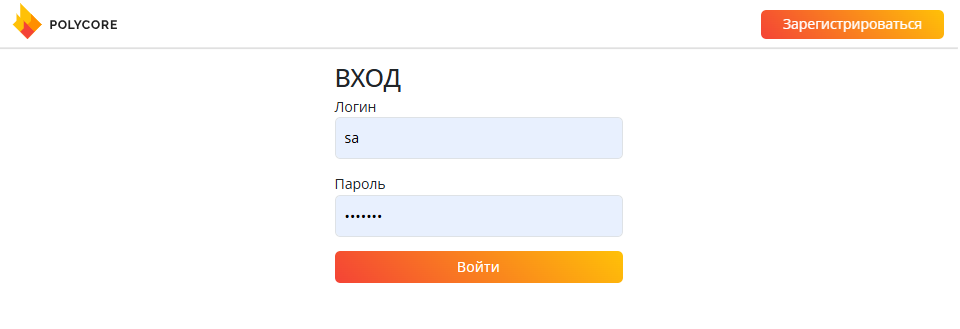 POLYCORE
Зарегистрироваться
ВХОД
Логин
sa
Пароль
•••••••
Войти